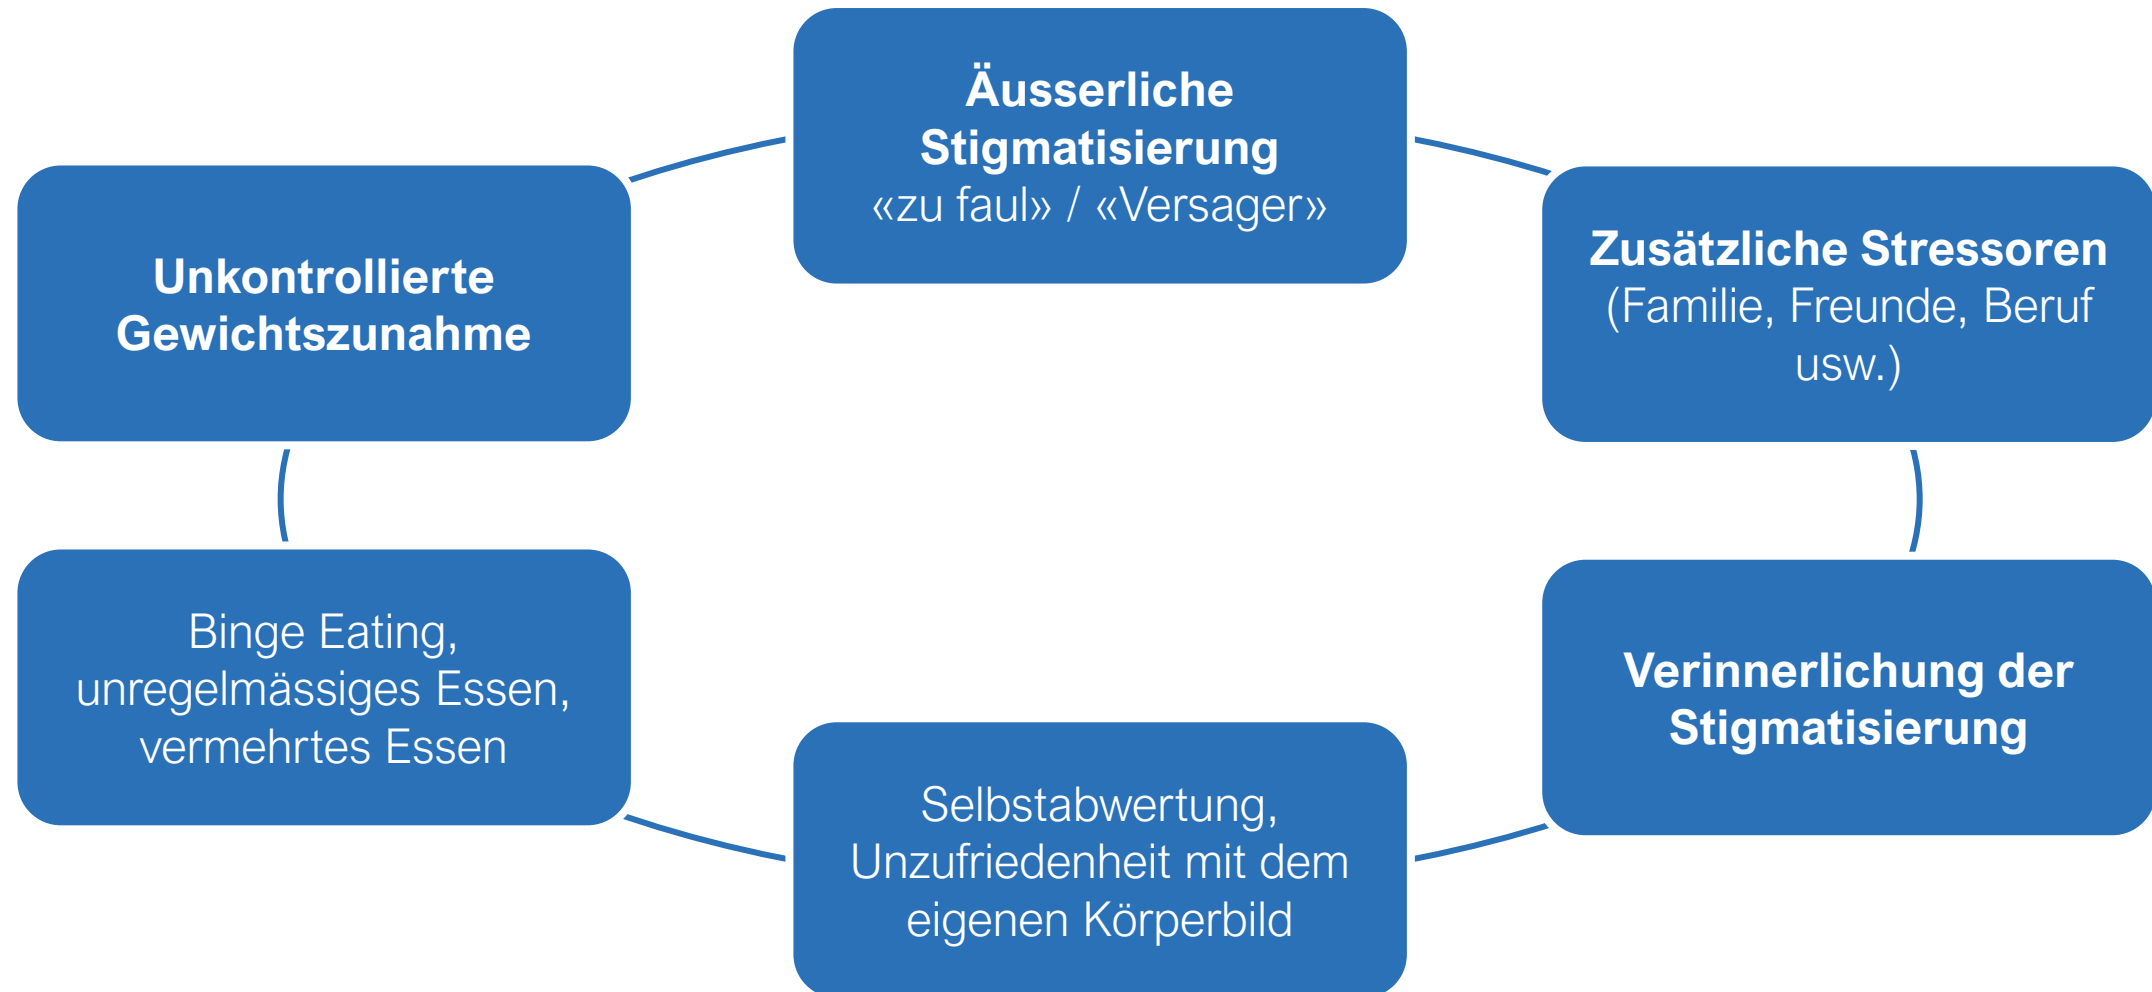 Äusserliche
Stigmatisierung
«zu faul» / «Versager»
Zusätzliche Stressoren
(Familie, Freunde, Beruf
usw.)
Verinnerlichung der
Stigmatisierung
Selbstabwertung,
Unzufriedenheit mit dem
eigenen Körperbild
Binge Eating,
unregelmässiges Essen,
vermehrtes Essen
Unkontrollierte
Gewichtszunahme